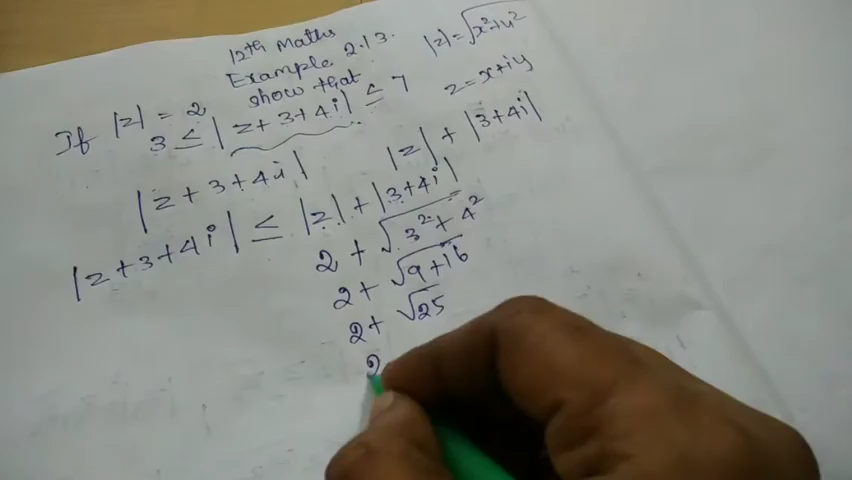 12th Maths
Example 2.13.
|z| = √x²+y²
If |z| = 2 show that
3 ≤ |z+3+4i| ≤ 7
z=x+iy
|z+3+4i| |z| + |3+4i|
|z+3+4i| ≤ |z| + |3+4i|
2 + √3²+4²
2 + √9+16
2 + √25
2